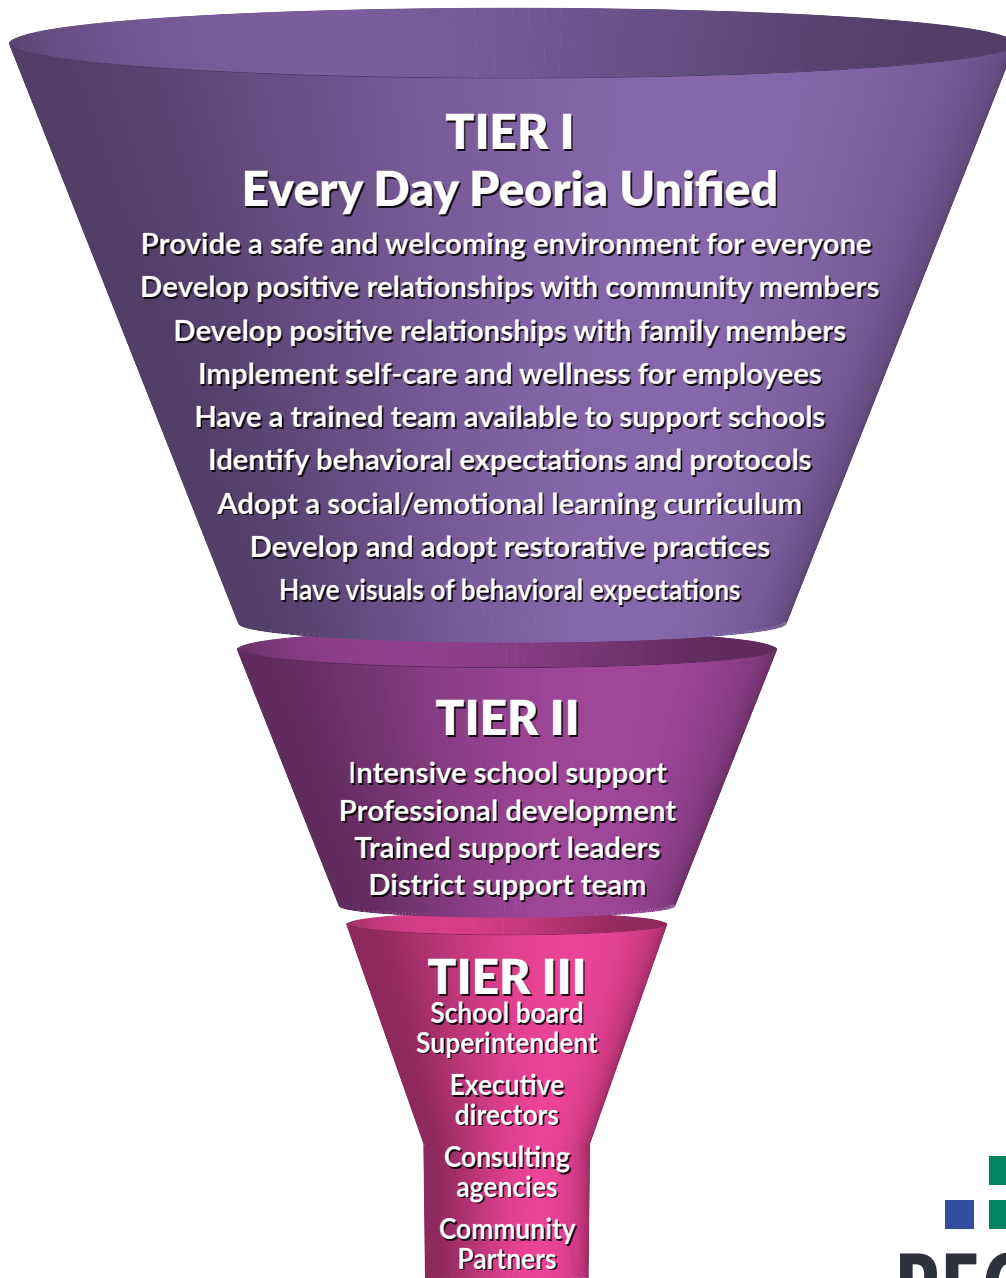 TIER I
Every Day Peoria Unified
Provide a safe and welcoming environment for everyone
Develop positive relationships with community members
Develop positive relationships with family members
Implement self-care and wellness for employees
Have a trained team available to support schools
Identify behavioral expectations and protocols
Adopt a social/emotional learning curriculum
Develop and adopt restorative practices
Have visuals of behavioral expectations
TIER II
Intensive school support
Professional development
Trained support leaders
District support team
TIER III
School board
Superintendent
Executive
directors
Consulting
agencies
Community
Partners